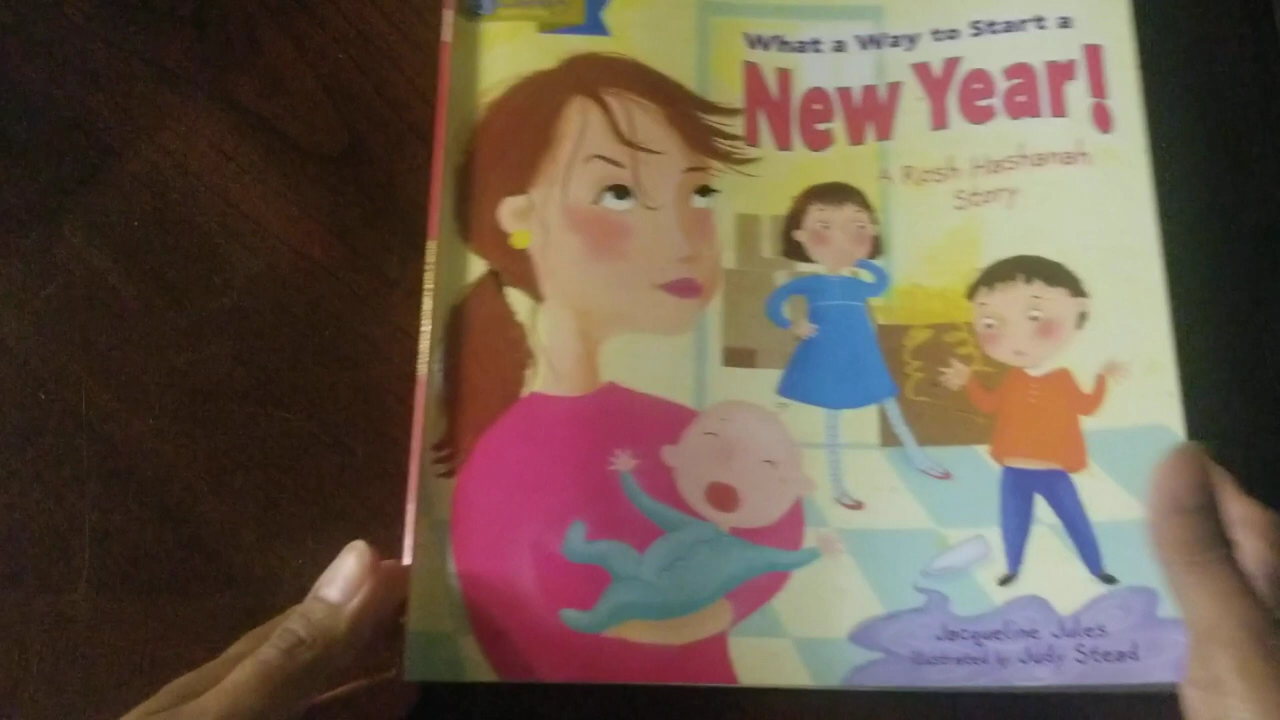 What a Way to Start a
New Year!
A Rosh Hashanah
Story
Jacqueline Jules
Illustrated by Judy Stead